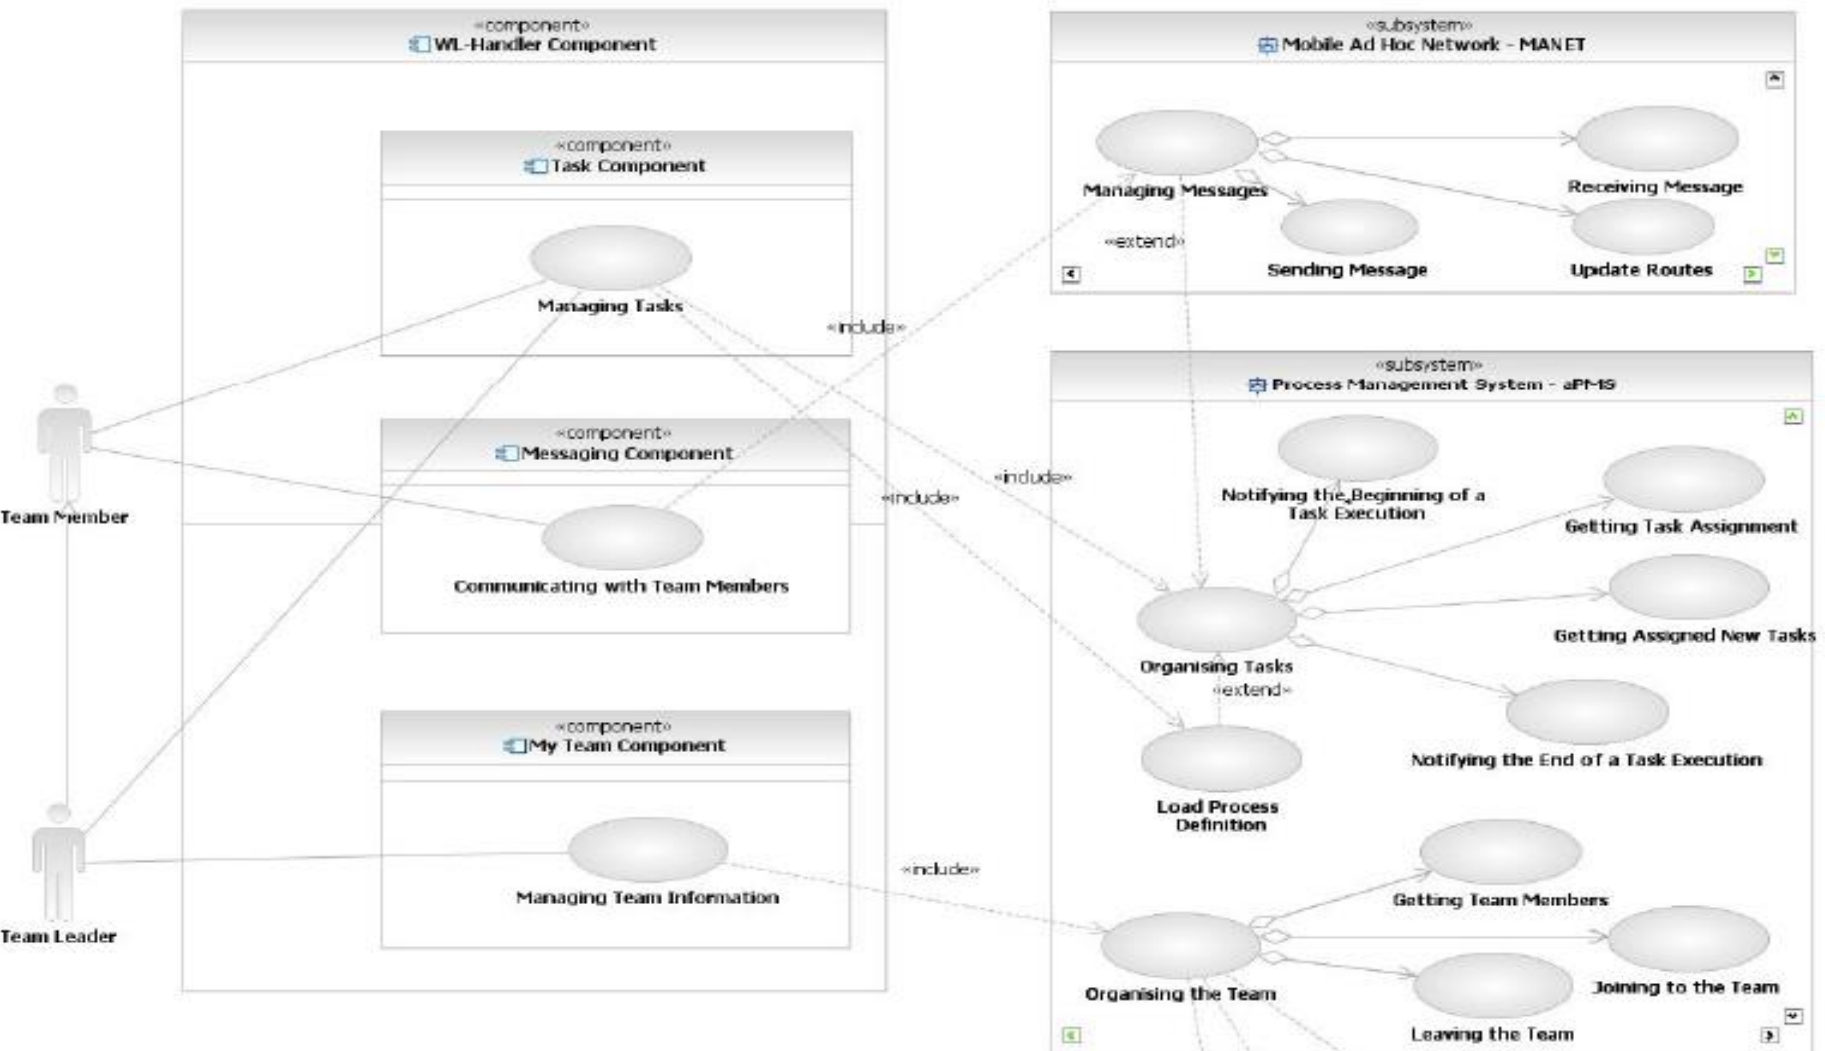 «component»
WL-Handler Component
«component»
Task Component
Managing Tasks
«component»
Messaging Component
Communicating with Team Members
«component»
My Team Component
Managing Team Information
Team Member
Team Leader
«include»
«include»
«include»
«include»
«subsystem»
Mobile Ad Hoc Network - MANET
Managing Messages
Receiving Message
«extend»
Sending Message
Update Routes
«subsystem»
Process Management System - aPMS
Notifying the Beginning of a
Task Execution
Getting Task Assignment
Getting Assigned New Tasks
Organising Tasks
«extend»
Notifying the End of a Task Execution
Load Process
Definition
Getting Team Members
Joining to the Team
Organising the Team
Leaving the Team